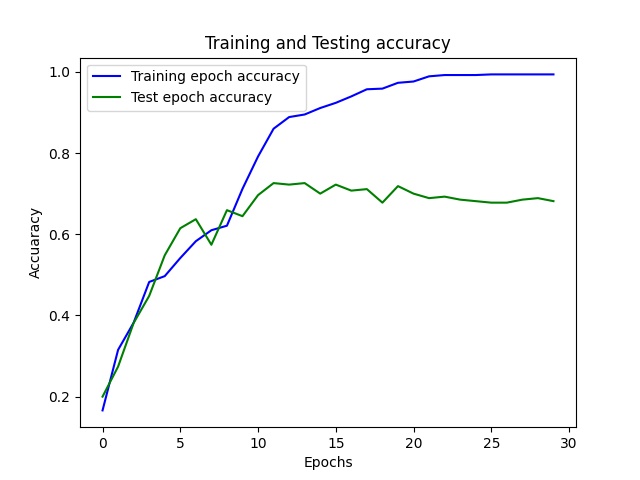 Training and Testing accuracy
Training epoch accuracy
Test epoch accuracy
1.0
0.8
0.6
0.4
0.2
Accuaracy
0 5 10 15 20 25 30
Epochs